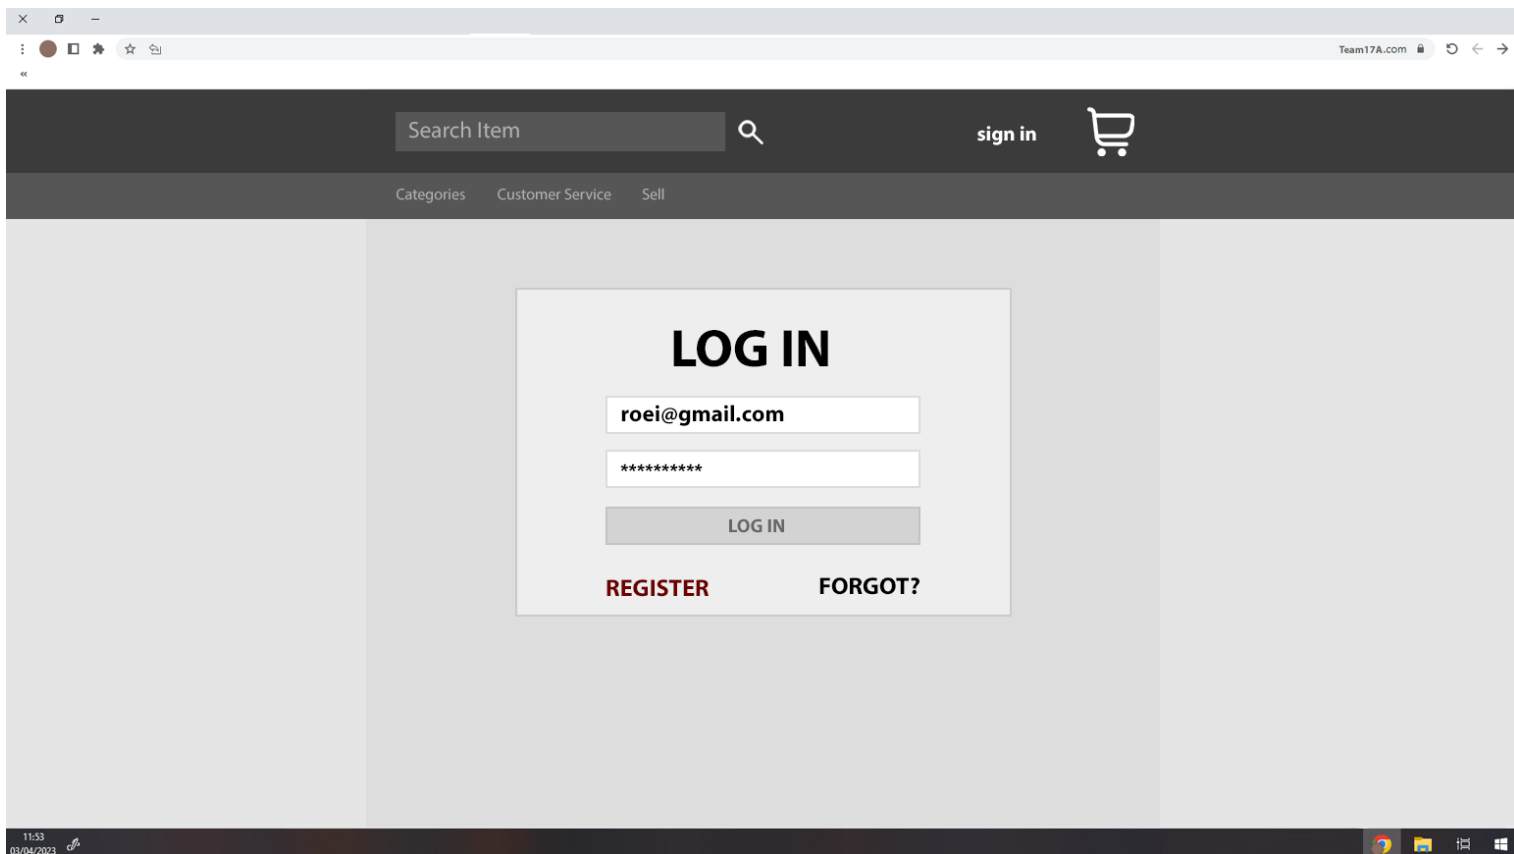 Team17A.com
Search Item
sign in
Categories Customer Service Sell
LOG IN
roei@gmail.com
**********
LOG IN
REGISTER FORGOT?
11:53
03/04/2023